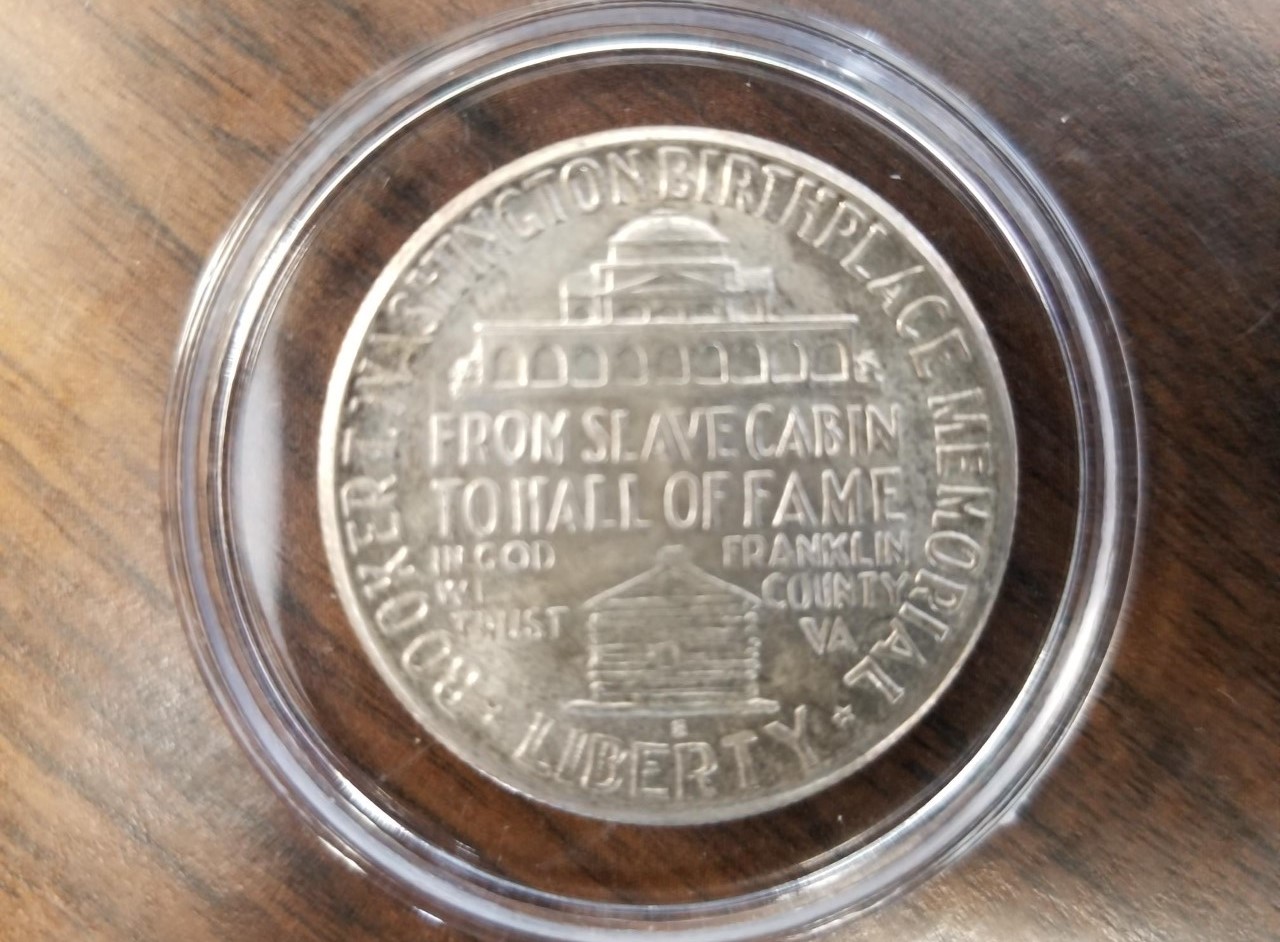 BOOKER T. WASHINGTON BIRTHPLACE MEMORIAL
FROM SLAVE CABIN
TO HALL OF FAME
IN GOD
WE
TRUST
FRANKLIN
COUNTY
VA
S
LIBERTY